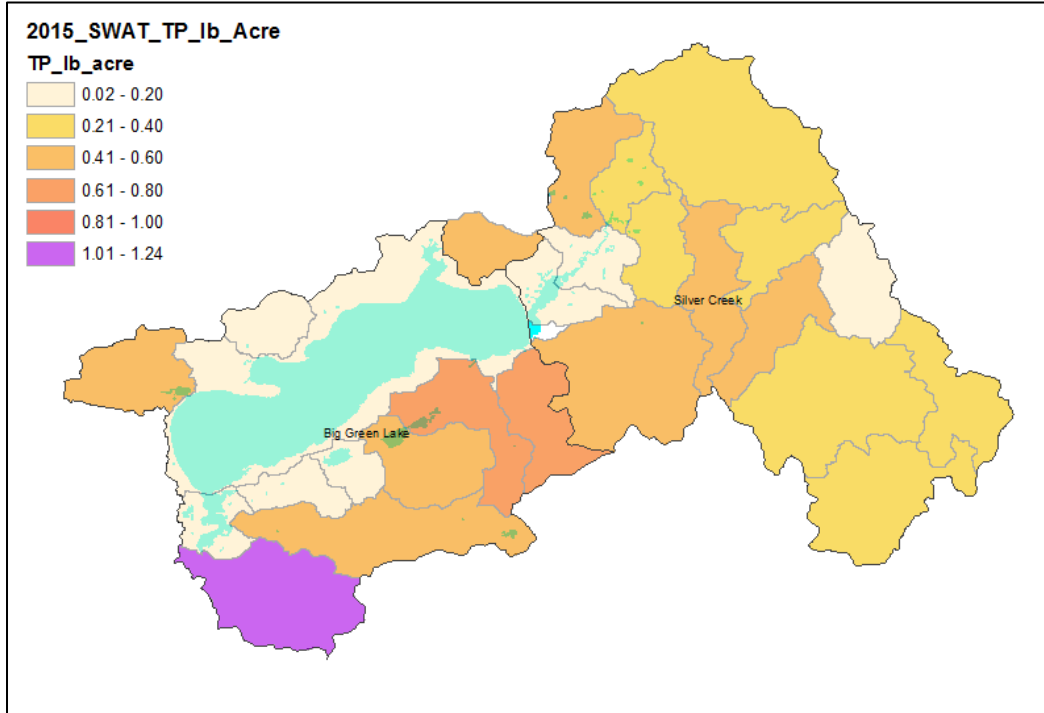 2015_SWAT_TP_lb_Acre
TP_lb_acre
0.02 - 0.20
0.21 - 0.40
0.41 - 0.60
0.61 - 0.80
0.81 - 1.00
1.01 - 1.24
Silver Creek
Big Green Lake